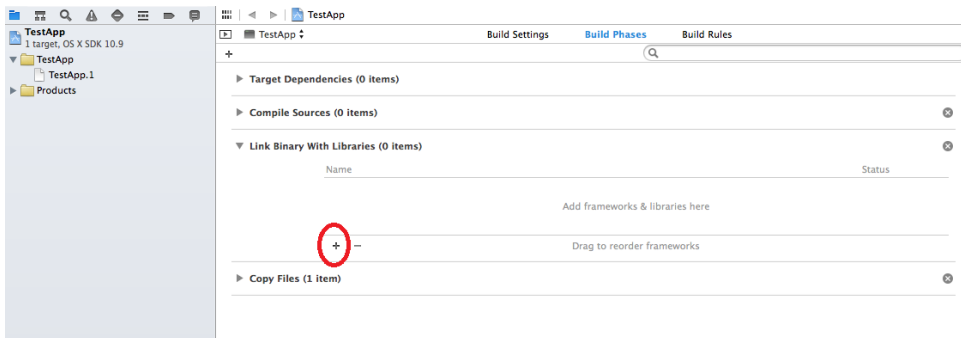 TestApp
TestApp
1 target, OS X SDK 10.9
TestApp
TestApp.1
Products
TestApp
Build Settings
Build Phases
Build Rules
+
Target Dependencies (0 items)
Compile Sources (0 items)
Link Binary With Libraries (0 items)
Name
Status
Add frameworks & libraries here
+ −
Drag to reorder frameworks
Copy Files (1 item)